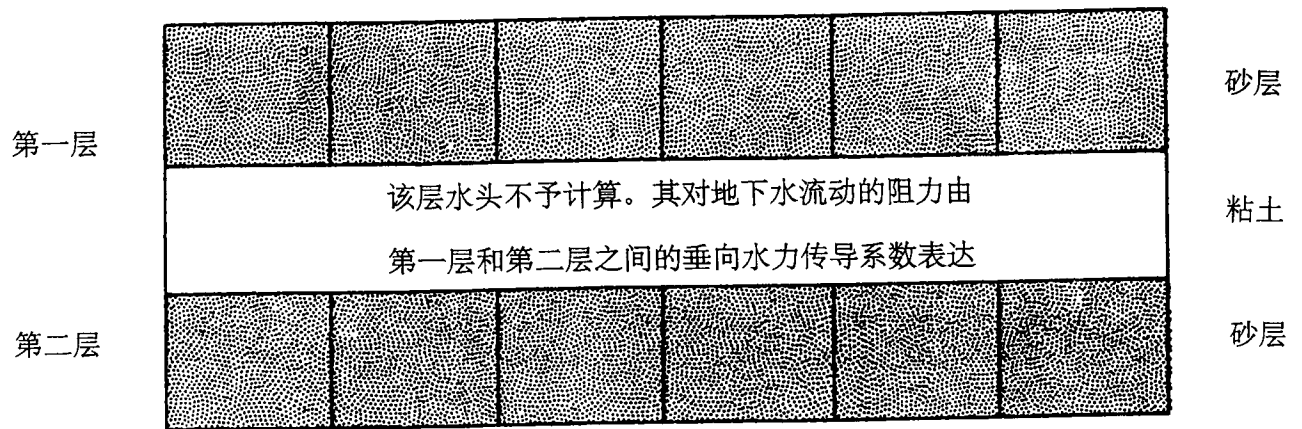 砂层
第一层
该层水头不予计算。其对地下水流动的阻力由
粘土
第一层和第二层之间的垂向水力传导系数表达
第二层
砂层